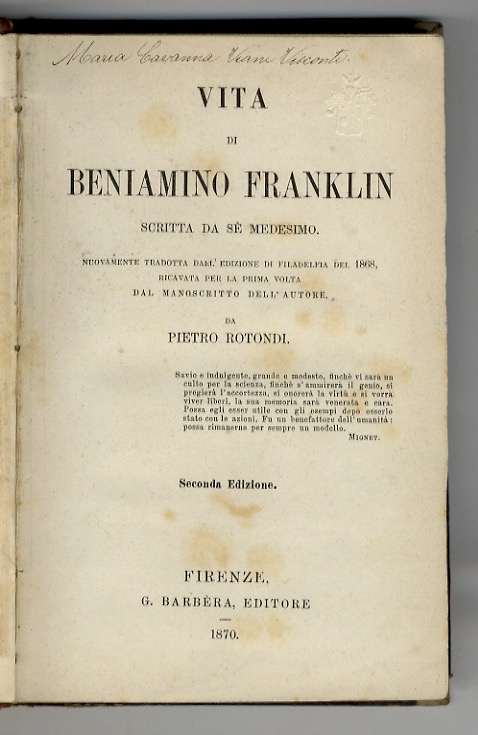 Maria Cavanna Viani Visconti.
VITA
DI
BENIAMINO FRANKLIN
SCRITTA DA SÈ MEDESIMO.
NUOVAMENTE TRADOTTA DALL' EDIZIONE DI FILADELFIA DEL 1868,
RICAVATA PER LA PRIMA VOLTA
DAL MANOSCRITTO DELL' AUTORE,
DA
PIETRO ROTONDI.
Savio e indulgente, grande e modesto, finchè vi sarà un
culto per la scienza, finchè s' ammirerà il genio, si
pregierà l'accortezza, si onorerà la virtù e si vorrà
viver liberi, la sua memoria sarà venerata e cara.
Possa egli esser utile con gli esempi dopo esserlo
stato con le azioni. Fu un benefattore dell' umanità:
possa rimanerne per sempre un modello.
MIGNET.
Seconda Edizione.
FIRENZE,
G. BARBÈRA, EDITORE
1870.